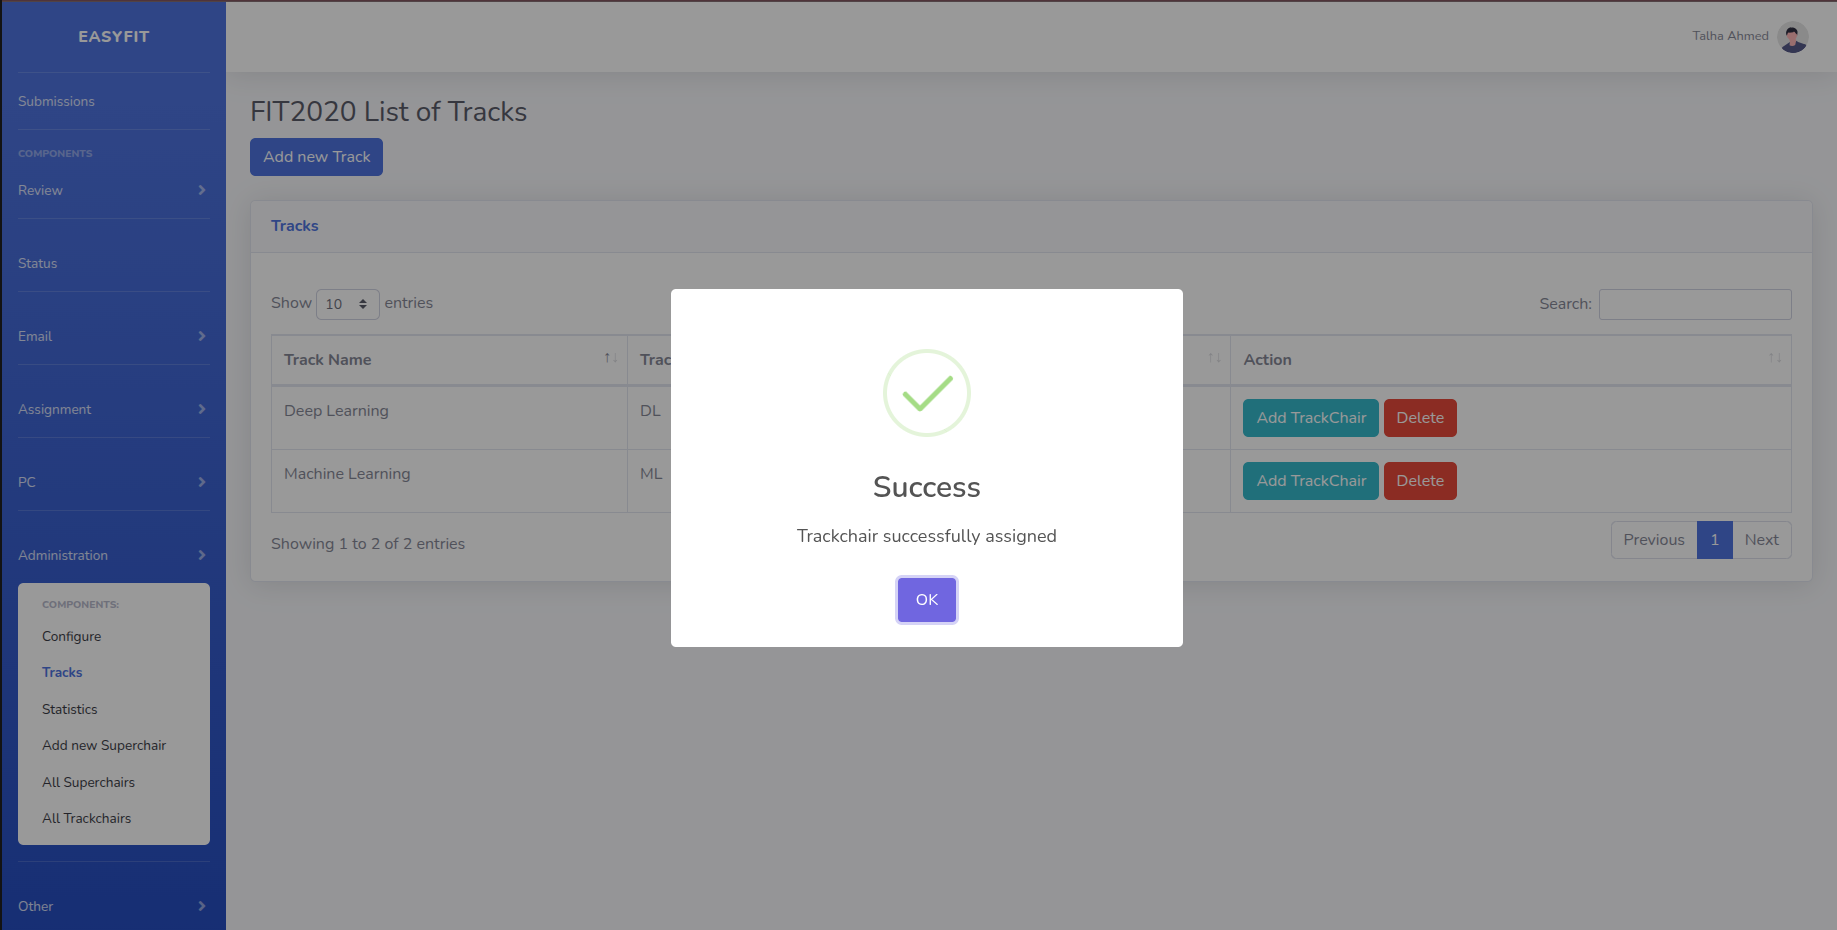 EASYFIT
Talha Ahmed
Submissions
COMPONENTS
Review
Status
Email
Assignment
PC
Administration
COMPONENTS:
Configure
Tracks
Statistics
Add new Superchair
All Superchairs
All Trackchairs
Other
FIT2020 List of Tracks
Add new Track
Tracks
Show 10 entries
Search:
Track Name Trac Action
Deep Learning DL Add TrackChair Delete
Machine Learning ML Add TrackChair Delete
Showing 1 to 2 of 2 entries
Previous 1 Next
Success
Trackchair successfully assigned
OK